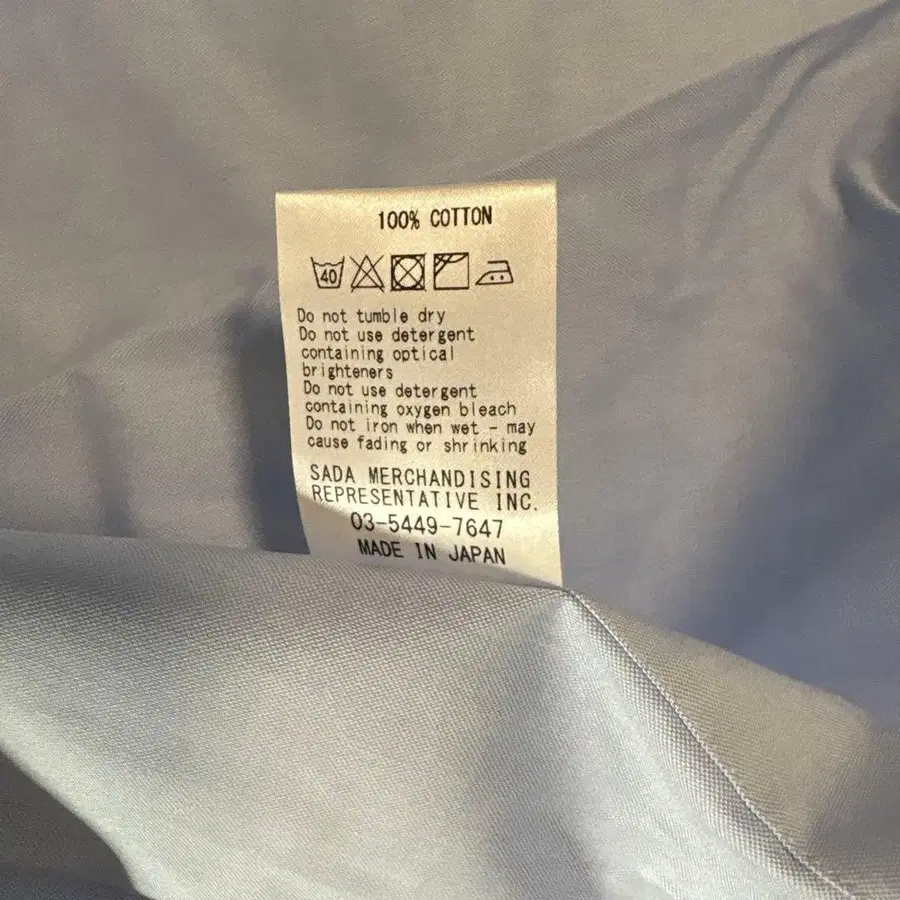 100% COTTON
40
Do not tumble dry
Do not use detergent
containing optical
brighteners
Do not use detergent
containing oxygen bleach
Do not iron when wet - may
cause fading or shrinking
SADA MERCHANDISING
REPRESENTATIVE INC.
03-5449-7647
MADE IN JAPAN